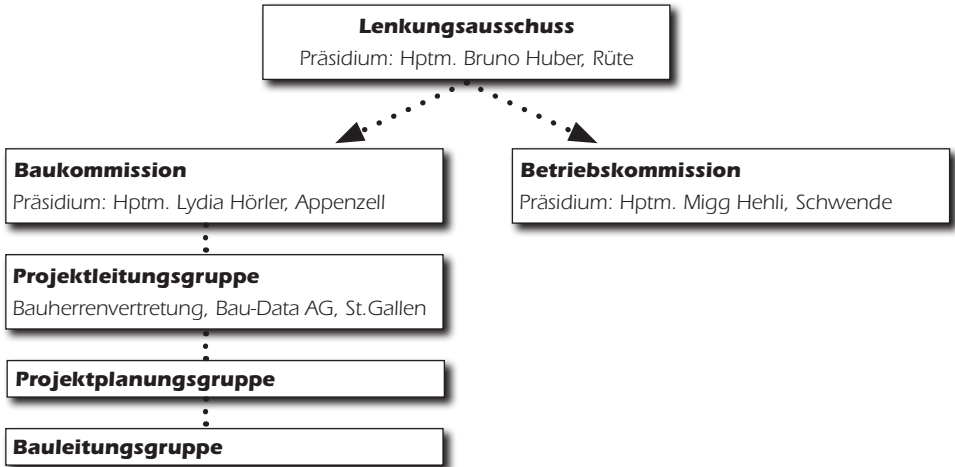 Lenkungsausschuss
Präsidium: Hptm. Bruno Huber, Rüte
Baukommission
Präsidium: Hptm. Lydia Hörler, Appenzell
Betriebskommission
Präsidium: Hptm. Migg Hehli, Schwende
Projektleitungsgruppe
Bauherrenvertretung, Bau-Data AG, St.Gallen
Projektplanungsgruppe
Bauleitungsgruppe